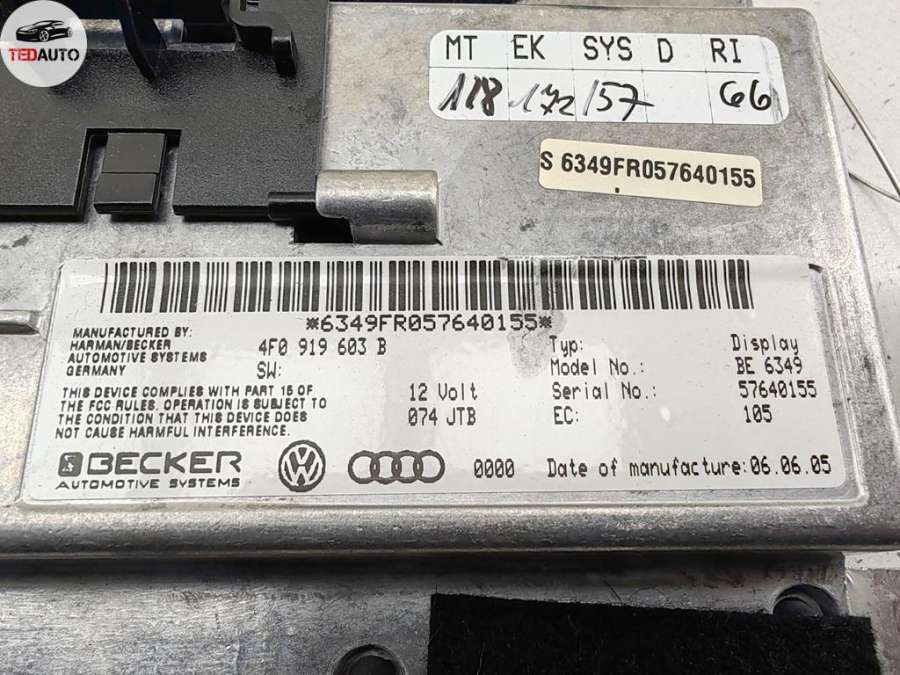 TEDAUTO
MT EK SYS D RI
118 172 157 66
S 6349FR057640155
*6349FR057640155*
MANUFACTURED BY:
HARMAN/BECKER
AUTOMOTIVE SYSTEMS
GERMANY
4F0 919 603 B
SW:
Typ: Display
Model No.: BE 6349
THIS DEVICE COMPLIES WITH PART 15 OF
THE FCC RULES. OPERATION IS SUBJECT TO
THE CONDITION THAT THIS DEVICE DOES
NOT CAUSE HARMFUL INTERFERENCE.
12 Volt
074 JTB
Serial No.: 57640155
EC: 105
BECKER
AUTOMOTIVE SYSTEMS
0000 Date of manufacture:06.06.05